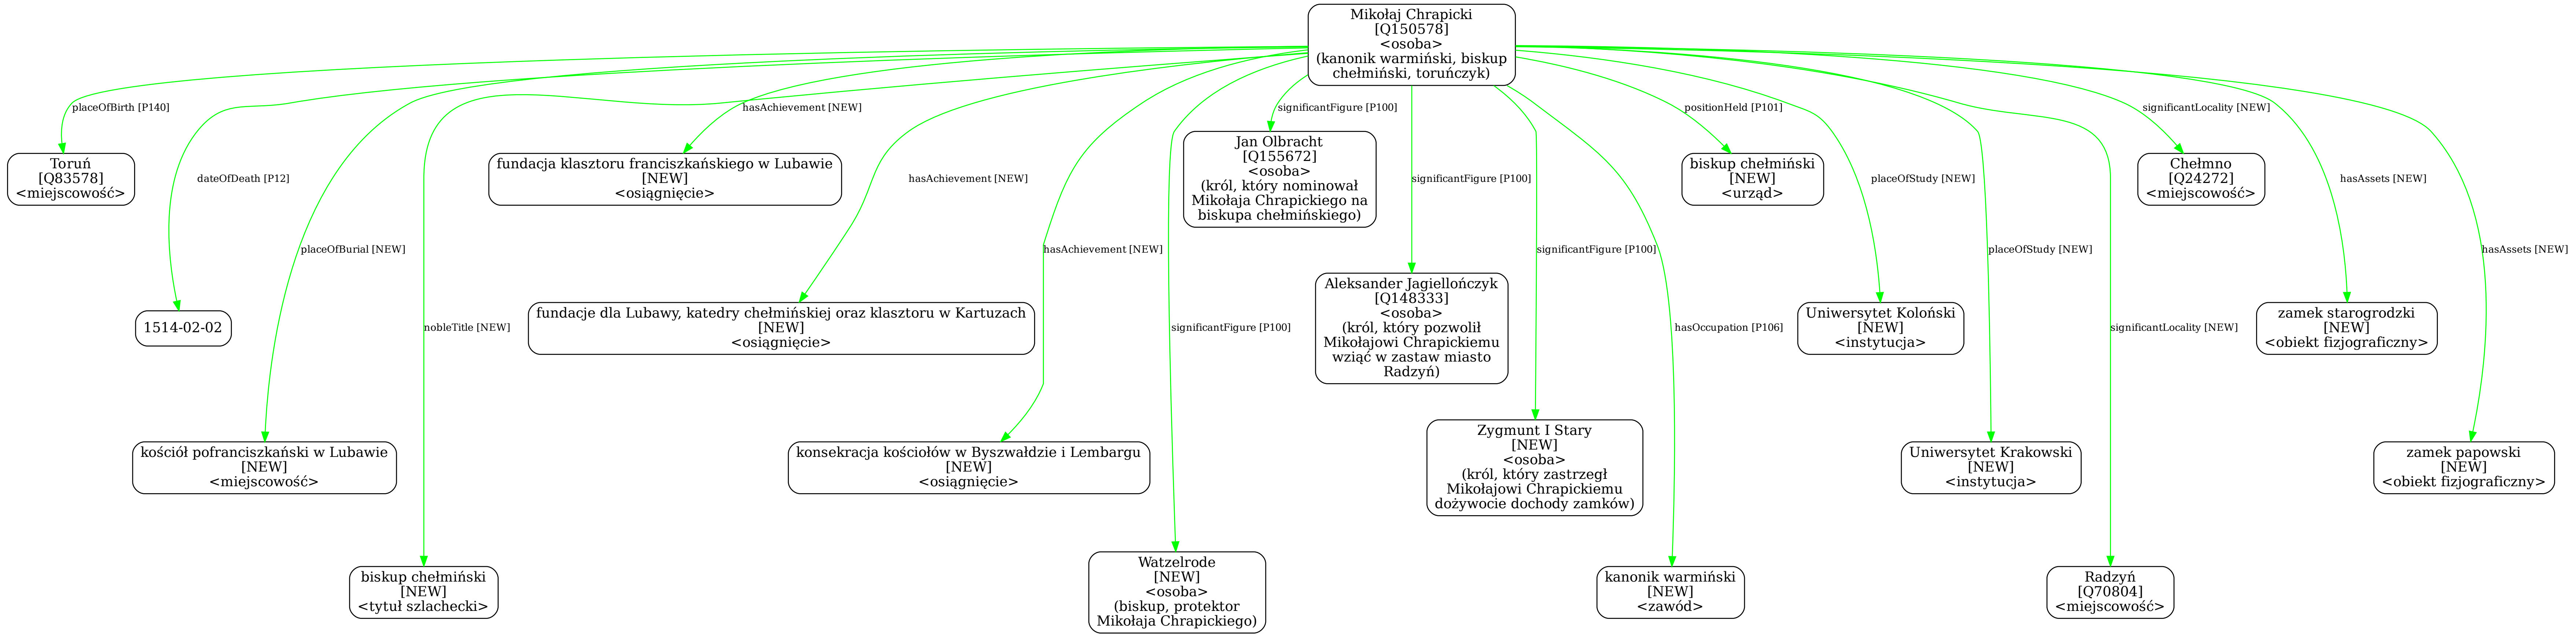 Mikołaj Chrapicki
[Q150578]
<osoba>
(kanonik warmiński, biskup
chełmiński, toruńczyk)
placeOfBirth [P140]
hasAchievement [NEW]
significantFigure [P100]
positionHeld [P101]
significantLocality [NEW]
Toruń
[Q83578]
<miejscowość>
dateOfDeath [P12]
fundacja klasztoru franciszkańskiego w Lubawie
[NEW]
<osiągnięcie>
hasAchievement [NEW]
Jan Olbracht
[Q155672]
<osoba>
(król, który nominował
Mikołaja Chrapickiego na
biskupa chełmińskiego)
significantFigure [P100]
biskup chełmiński
[NEW]
<urząd>
placeOfStudy [NEW]
Chełmno
[Q24272]
<miejscowość>
hasAssets [NEW]
placeOfBurial [NEW]
hasAchievement [NEW]
significantFigure [P100]
placeOfStudy [NEW]
hasAssets [NEW]
1514-02-02
nobleTitle [NEW]
fundacje dla Lubawy, katedry chełmińskiej oraz klasztoru w Kartuzach
[NEW]
<osiągnięcie>
significantFigure [P100]
Aleksander Jagiellończyk
[Q148333]
<osoba>
(król, który pozwolił
Mikołajowi Chrapickiemu
wziąć w zastaw miasto
Radzyń)
hasOccupation [P106]
Uniwersytet Koloński
[NEW]
<instytucja>
significantLocality [NEW]
zamek starogrodzki
[NEW]
<obiekt fizjograficzny>
kościół pofranciszkański w Lubawie
[NEW]
<miejscowość>
konsekracja kościołów w Byszwałdzie i Lembargu
[NEW]
<osiągnięcie>
Zygmunt I Stary
[NEW]
<osoba>
(król, który zastrzegł
Mikołajowi Chrapickiemu
dożywocie dochody zamków)
Uniwersytet Krakowski
[NEW]
<instytucja>
zamek papowski
[NEW]
<obiekt fizjograficzny>
biskup chełmiński
[NEW]
<tytuł szlachecki>
Watzelrode
[NEW]
<osoba>
(biskup, protektor
Mikołaja Chrapickiego)
kanonik warmiński
[NEW]
<zawód>
Radzyń
[Q70804]
<miejscowość>